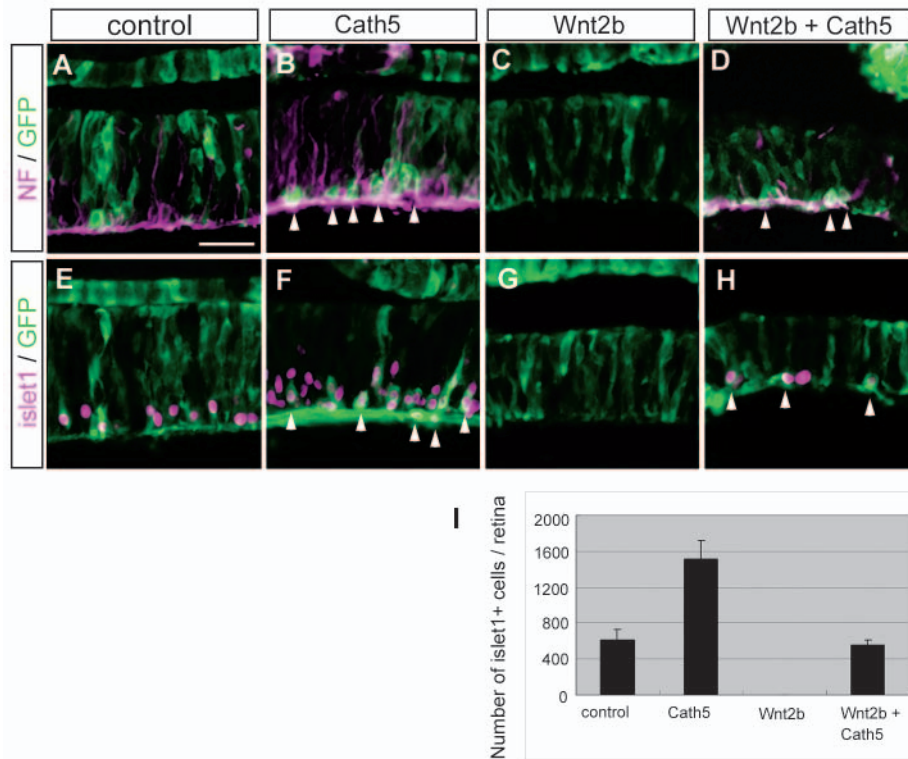 control
Cath5
Wnt2b
Wnt2b + Cath5
NF / GFP
A
B
C
D
islet1 / GFP
E
F
G
H
I
Number of islet1+ cells / retina
2000
1600
1200
800
400
0
control
Cath5
Wnt2b
Wnt2b +
Cath5